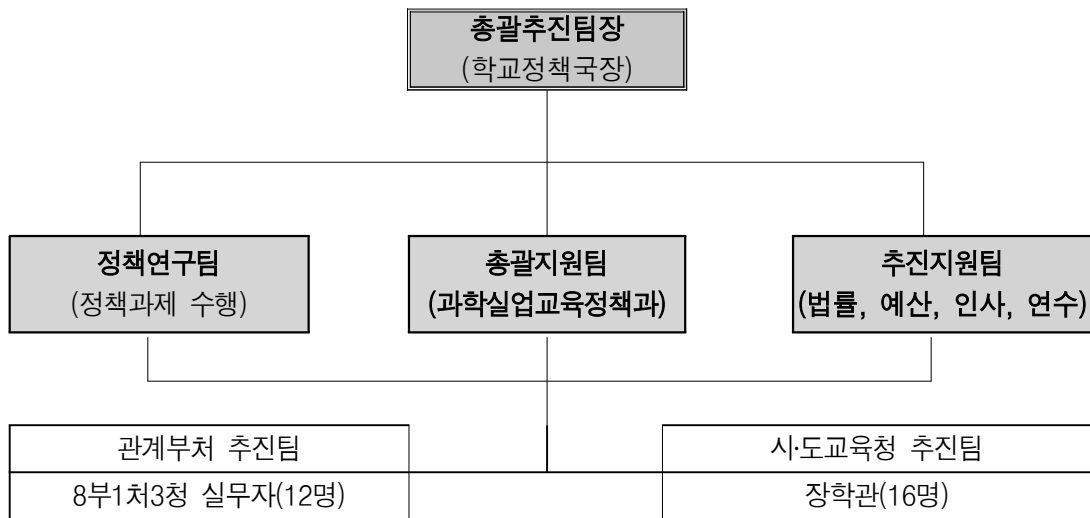 총괄추진팀장
(학교정책국장)
정책연구팀
(정책과제 수행)
총괄지원팀
(과학실업교육정책과)
추진지원팀
(법률, 예산, 인사, 연수)
관계부처 추진팀
8부1처3청 실무자(12명)
시·도교육청 추진팀
장학관(16명)